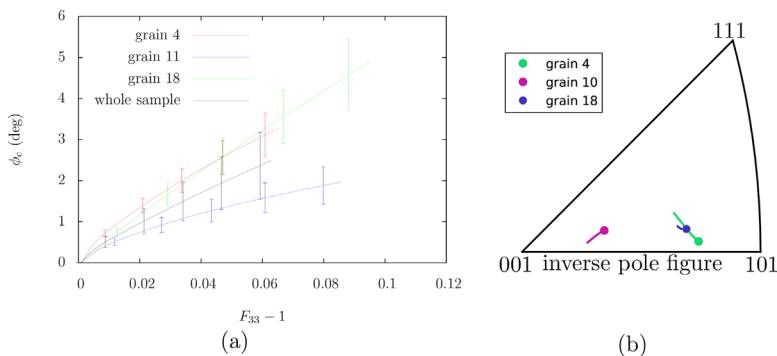 6
5
4
3
2
1
0
ϕc (deg)
grain 4
grain 11
grain 18
whole sample
0 0.02 0.04 0.06 0.08 0.1 0.12
F33 − 1
(a)
111
grain 4
grain 10
grain 18
001 inverse pole figure 101
(b)